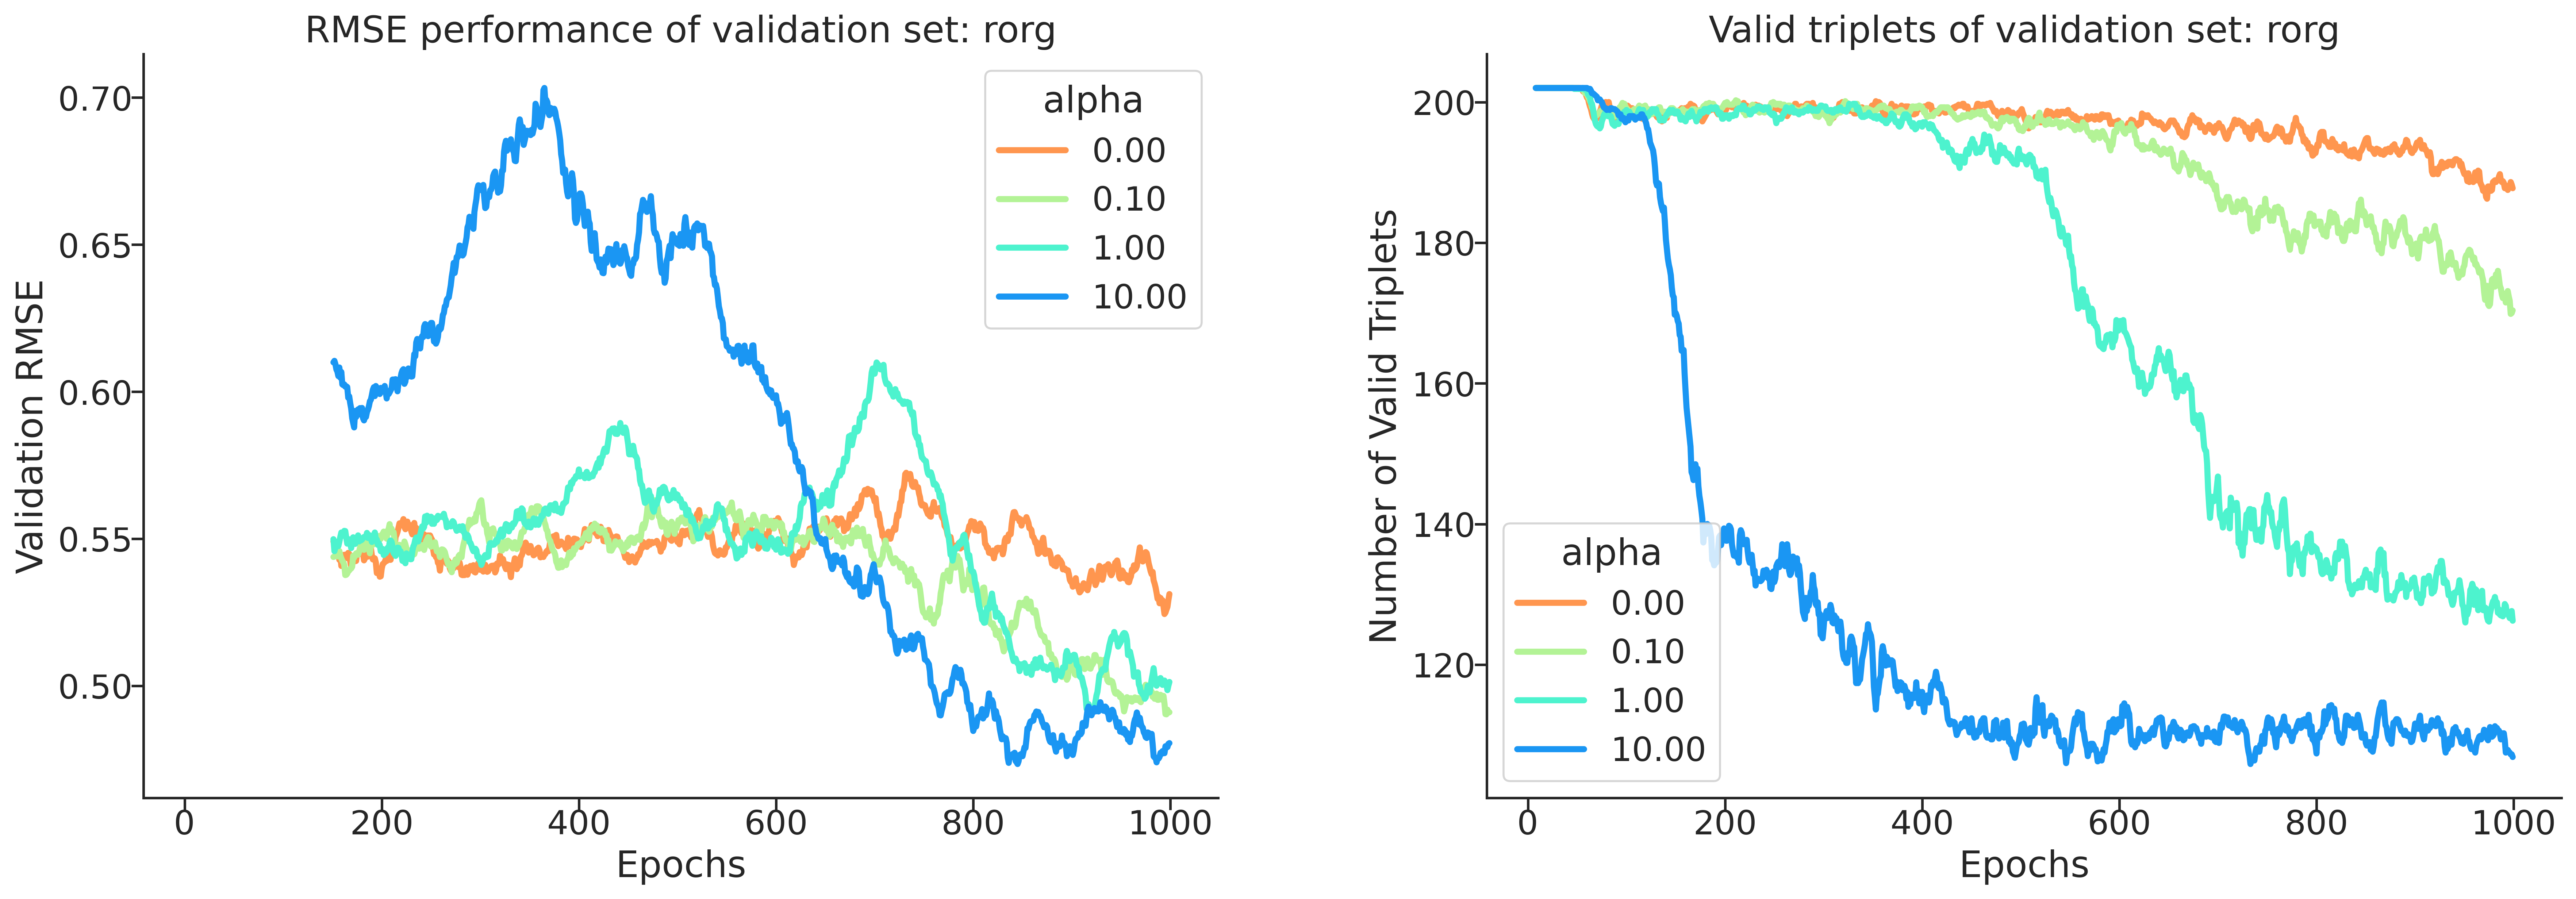 RMSE performance of validation set: rorg
Validation RMSE
0.70
0.65
0.60
0.55
0.50
alpha
0.00
0.10
1.00
10.00
0 200 400 600 800 1000
Epochs
Valid triplets of validation set: rorg
Number of Valid Triplets
200
180
160
140
120
alpha
0.00
0.10
1.00
10.00
0 200 400 600 800 1000
Epochs